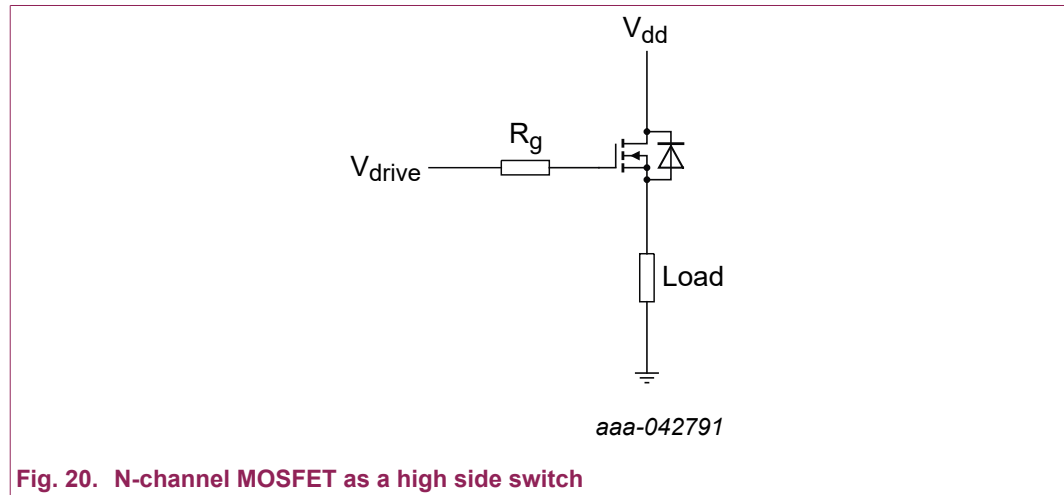 Vdd
Rg
Vdrive
Load
aaa-042791
Fig. 20. N-channel MOSFET as a high side switch